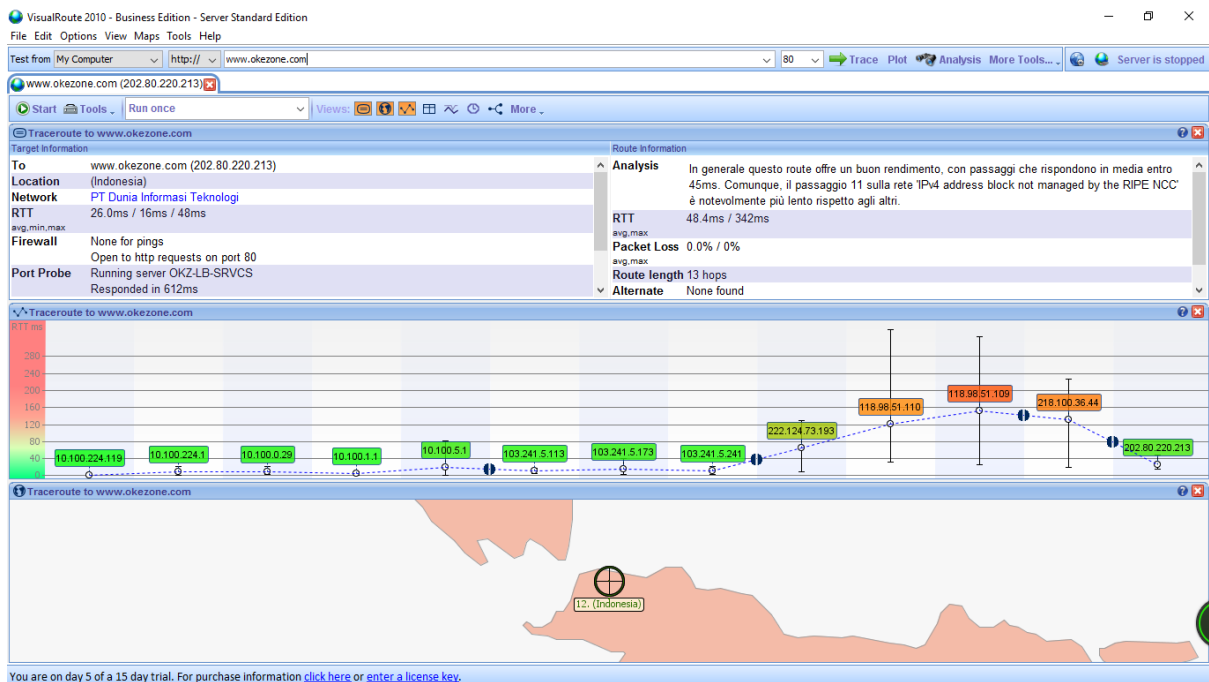 VisualRoute 2010 - Business Edition - Server Standard Edition
File Edit Options View Maps Tools Help
Test from My Computer http:// www.okezone.com 80 Trace Plot Analysis More Tools... Server is stopped
www.okezone.com (202.80.220.213)
Start Tools Run once Views: More
Traceroute to www.okezone.com
Target Information
To www.okezone.com (202.80.220.213)
Location (Indonesia)
Network PT Dunia Informasi Teknologi
RTT 26.0ms / 16ms / 48ms
avg,min,max
Firewall None for pings
Open to http requests on port 80
Port Probe Running server OKZ-LB-SRVCS
Responded in 612ms
Route Information
Analysis In generale questo route offre un buon rendimento, con passaggi che rispondono in media entro
45ms. Comunque, il passaggio 11 sulla rete 'IPv4 address block not managed by the RIPE NCC'
è notevolmente più lento rispetto agli altri.
RTT 48.4ms / 342ms
avg,max
Packet Loss 0.0% / 0%
avg,max
Route length 13 hops
Alternate None found
Traceroute to www.okezone.com
RTT ms
280
240
200
160
120
80
40
0
10.100.224.119
10.100.224.1
10.100.0.29
10.100.1.1
10.100.5.1
103.241.5.113
103.241.5.173
103.241.5.241
222.124.73.193
118.98.51.110
118.98.51.109
218.100.36.44
202.80.220.213
Traceroute to www.okezone.com
12. (Indonesia)
You are on day 5 of a 15 day trial. For purchase information click here or enter a license key.